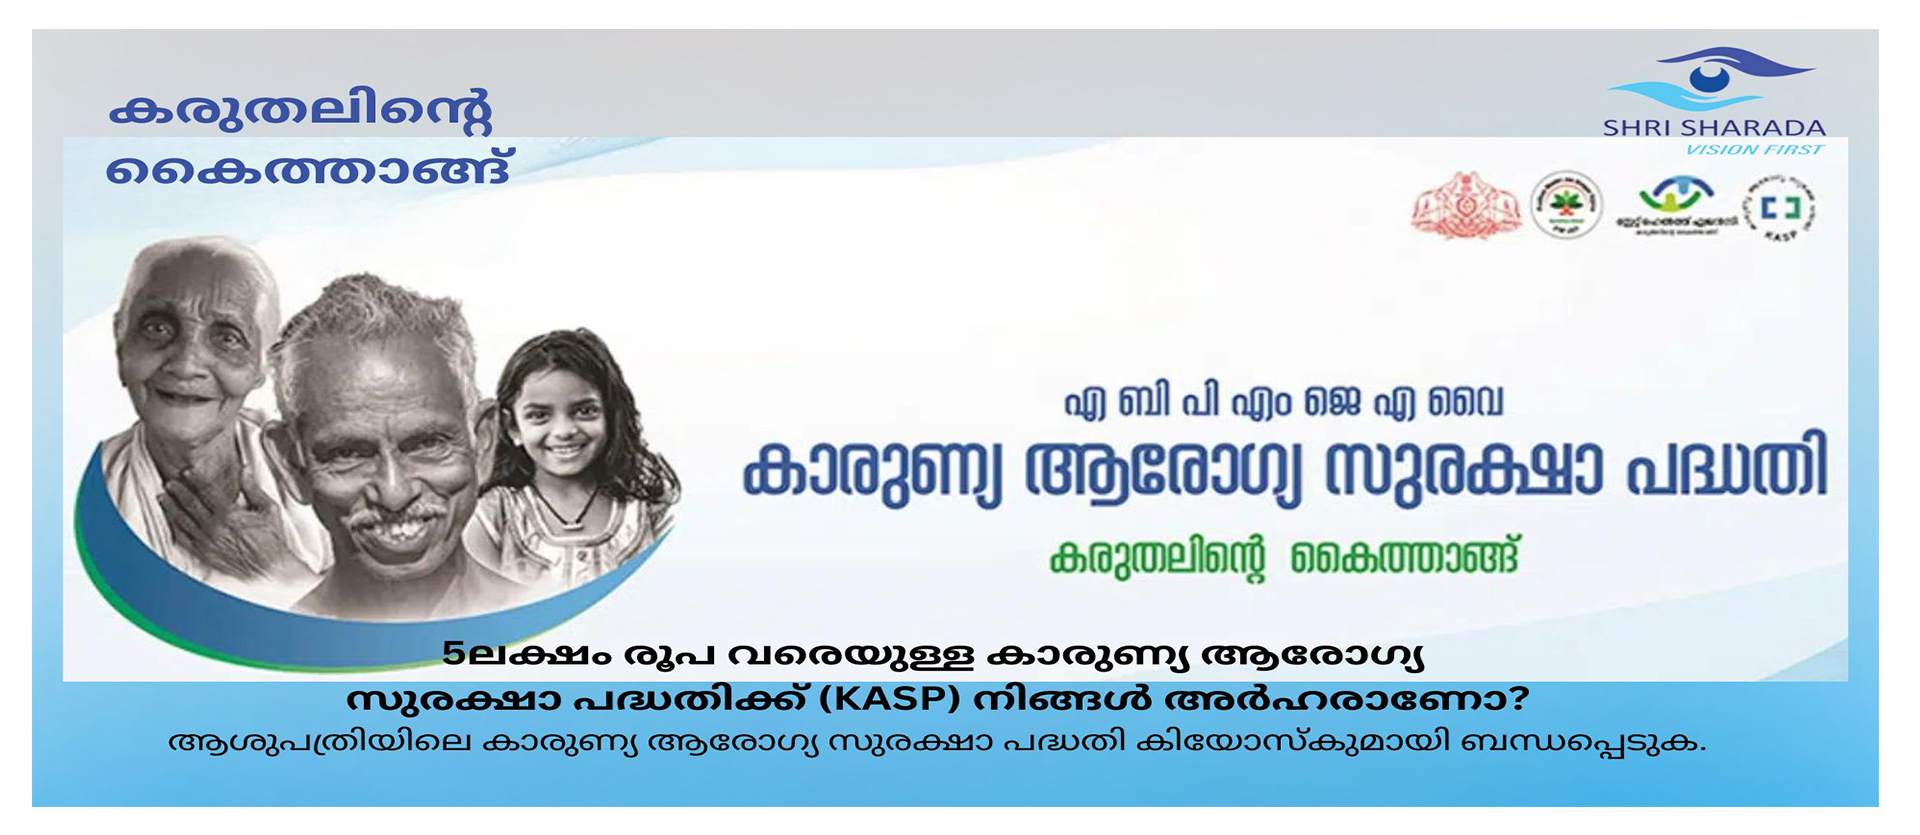 കരുതലിന്റെ
കൈത്താങ്ങ്
SHRI SHARADA
VISION FIRST
KASP
എ ബി പി എം ജെ എ വൈ
കാരുണ്യ ആരോഗ്യ സുരക്ഷാ പദ്ധതി
കരുതലിന്റെ കൈത്താങ്ങ്
5ലക്ഷം രൂപ വരെയുള്ള കാരുണ്യ ആരോഗ്യ
സുരക്ഷാ പദ്ധതിക്ക് (KASP) നിങ്ങൾ അർഹരാണോ?
ആശുപത്രിയിലെ കാരുണ്യ ആരോഗ്യ സുരക്ഷാ പദ്ധതി കിയോസ്കുമായി ബന്ധപ്പെടുക.